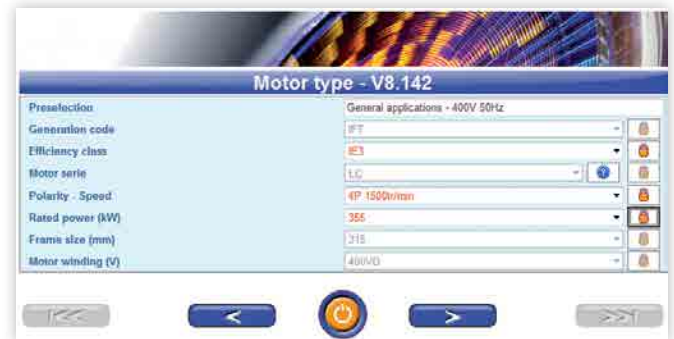 Motor type - V8.142
Preselection General applications - 400V 50Hz
Generation code IFT
Efficiency class IE3
Motor serie LC ?
Polarity - Speed 4P 1500tr/min
Rated power (kW) 355
Frame size (mm) 315
Motor winding (V) 400VD
|<< < > >>|